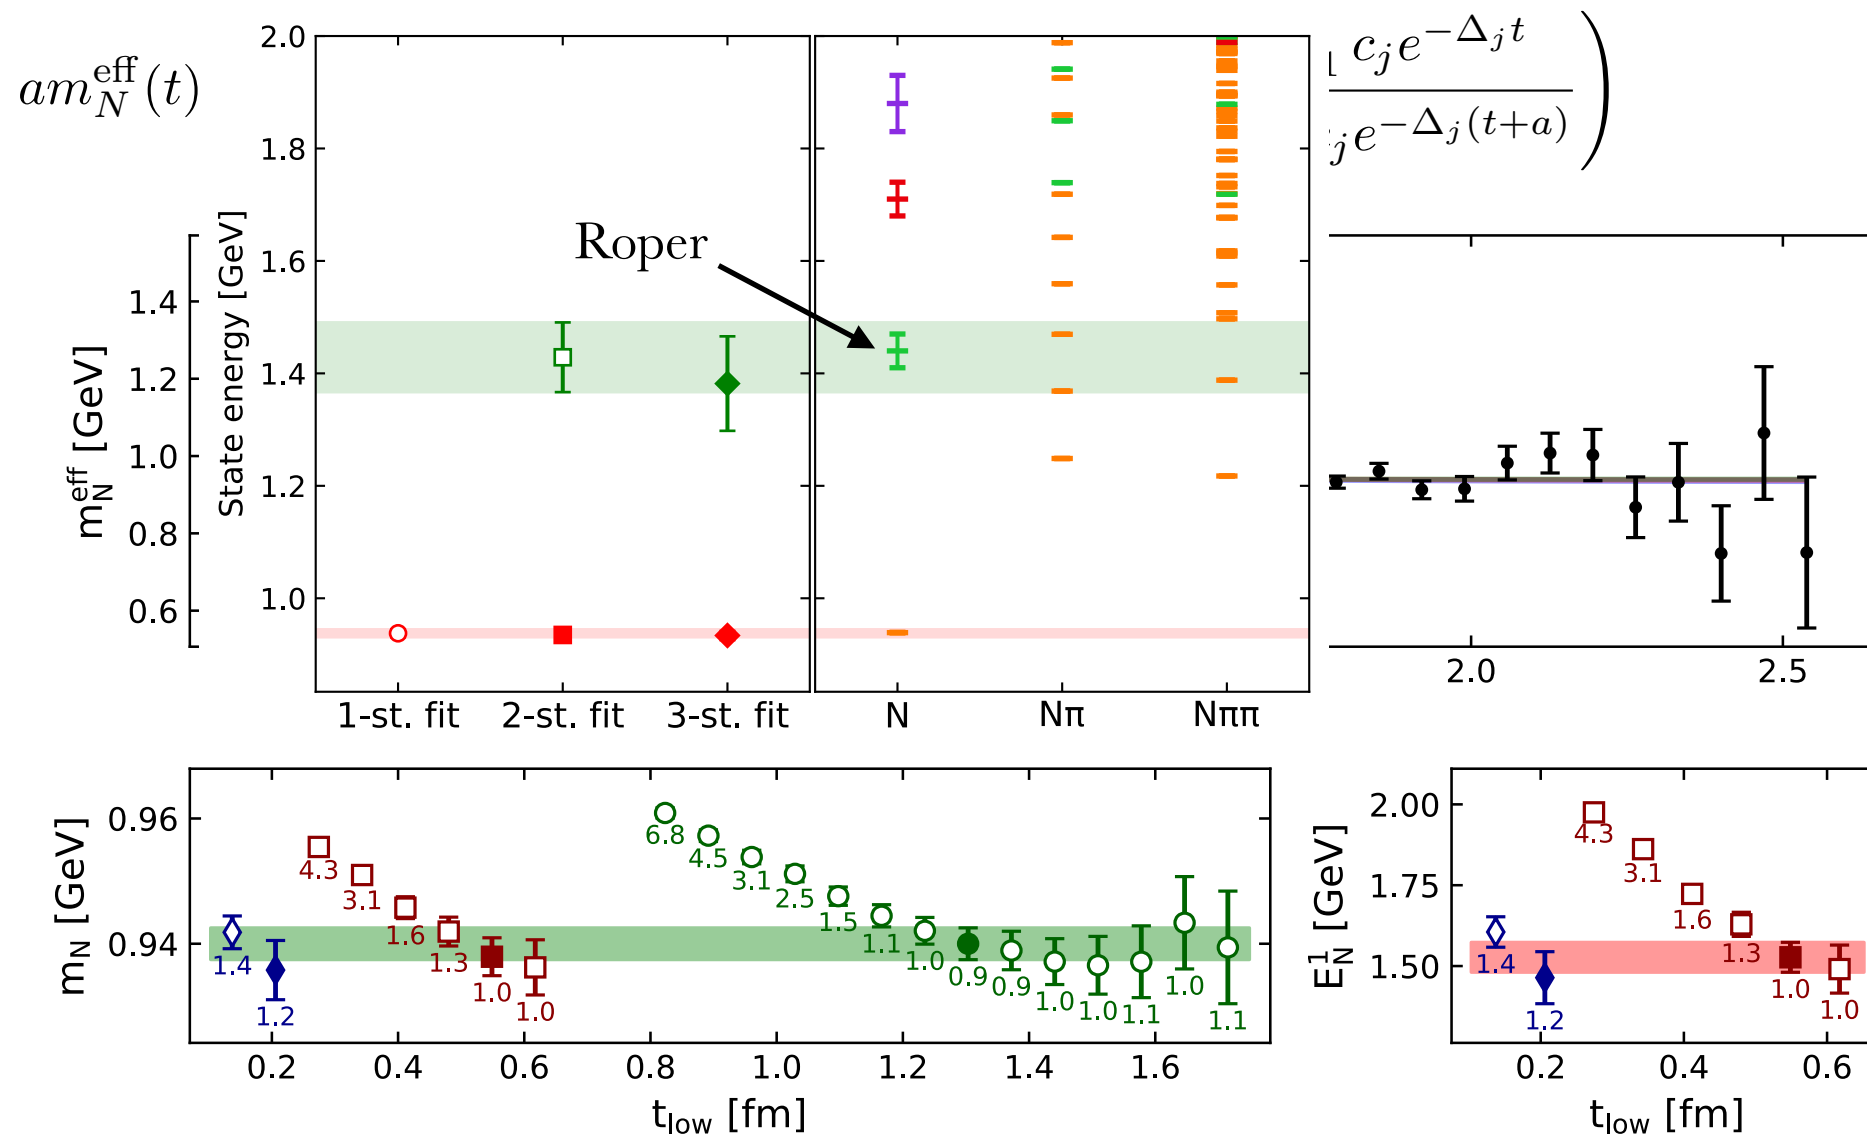 am_N^eff(t)
c_j e^{-Δ_j t}
_j e^{-Δ_j (t+a)}
State energy [GeV]
2.0
1.8
1.6
1.4
1.2
1.0
Roper
1-st. fit 2-st. fit 3-st. fit N Nπ Nππ
m_N^eff [GeV]
1.4
1.2
1.0
0.8
0.6
2.0 2.5
m_N [GeV]
0.96
0.94
1.4 1.2
4.3 3.1 1.6 1.3 1.0 1.0
6.8 4.5 3.1 2.5 1.5 1.1 1.0 0.9 0.9 1.0 1.0 1.1 1.0 1.1
0.2 0.4 0.6 0.8 1.0 1.2 1.4 1.6
t_low [fm]
E_N^1 [GeV]
2.00
1.75
1.50
1.4 1.2
4.3 3.1 1.6 1.3 1.0 1.0
0.2 0.4 0.6
t_low [fm]